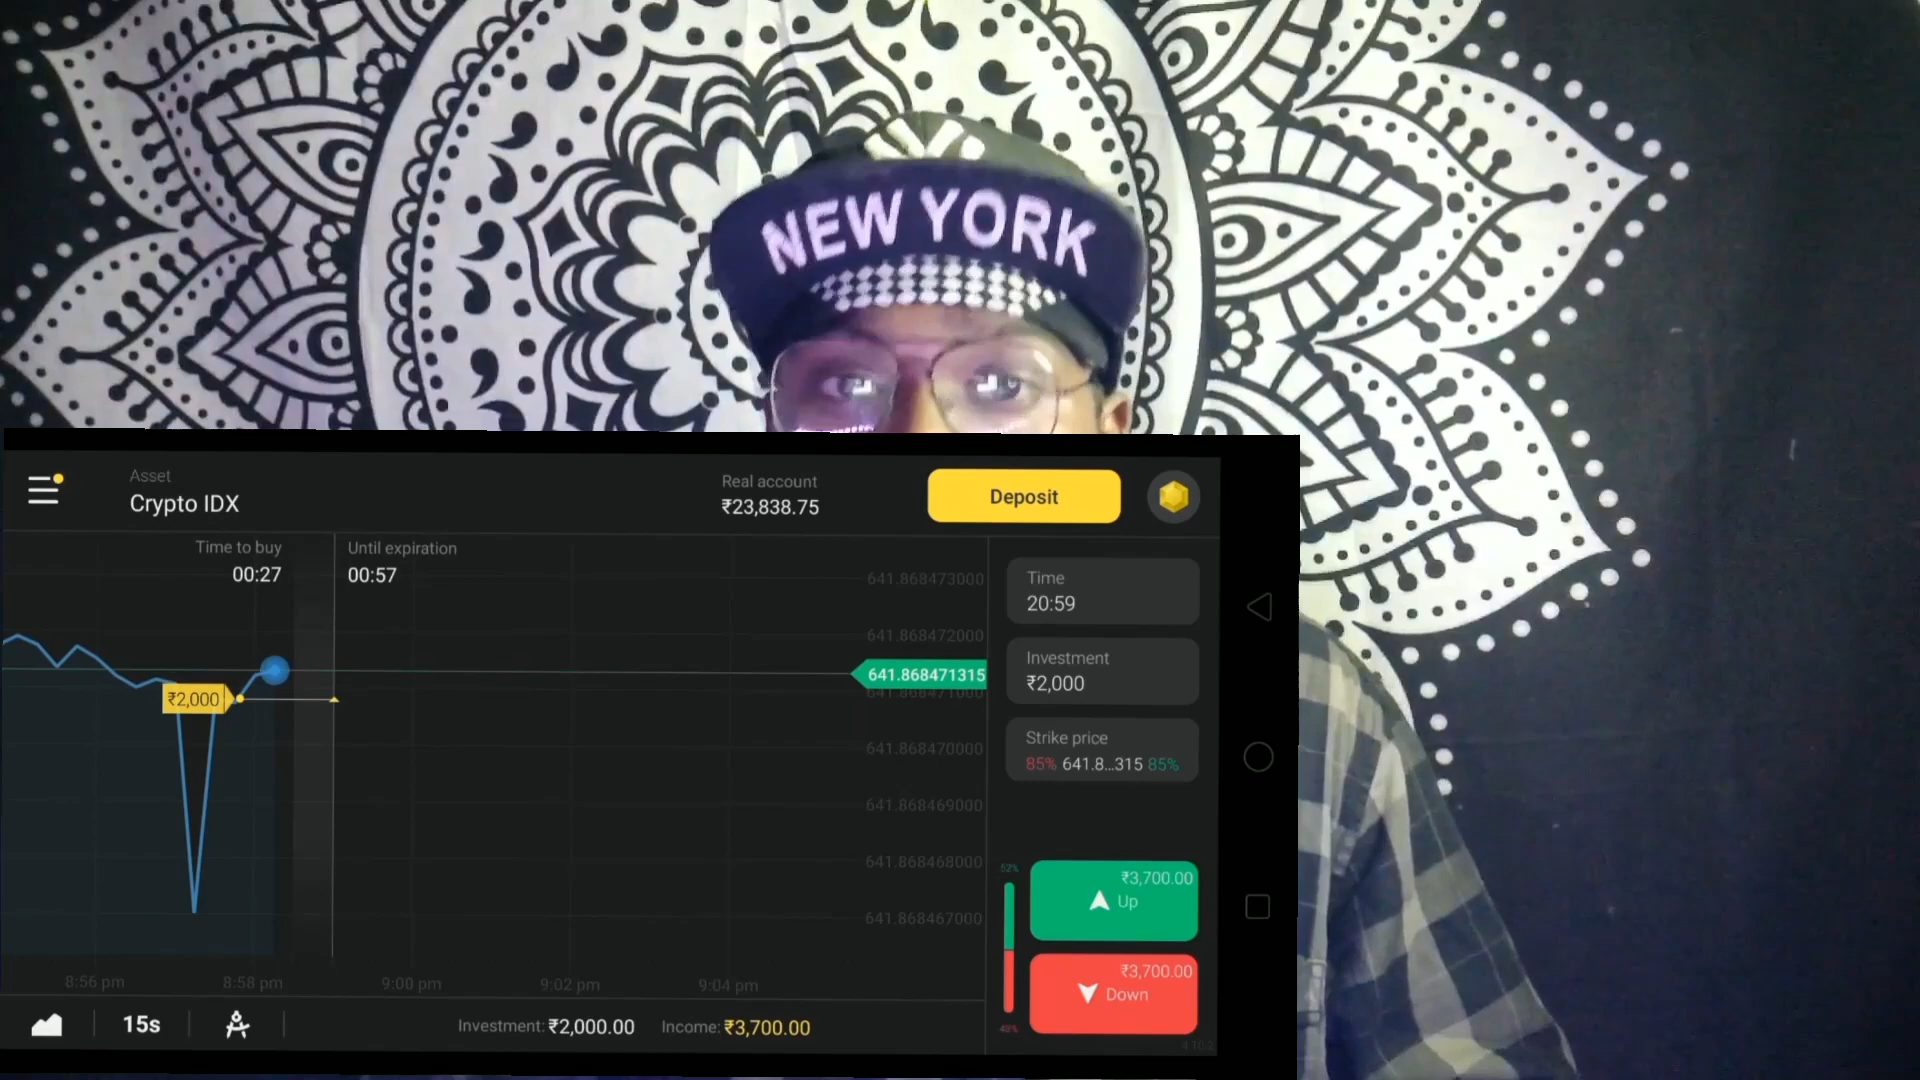 NEW YORK
Asset
Crypto IDX
Real account
₹23,838.75
Deposit
Time to buy
00:27
Until expiration
00:57
641.868473000
641.868472000
641.868471315
641.868471000
641.868470000
641.868469000
641.868468000
641.868467000
₹2,000
Time
20:59
Investment
₹2,000
Strike price
85% 641.8...315 85%
52%
₹3,700.00
Up
₹3,700.00
Down
48%
8:56 pm
8:58 pm
9:00 pm
9:02 pm
9:04 pm
15s
Investment: ₹2,000.00
Income: ₹3,700.00